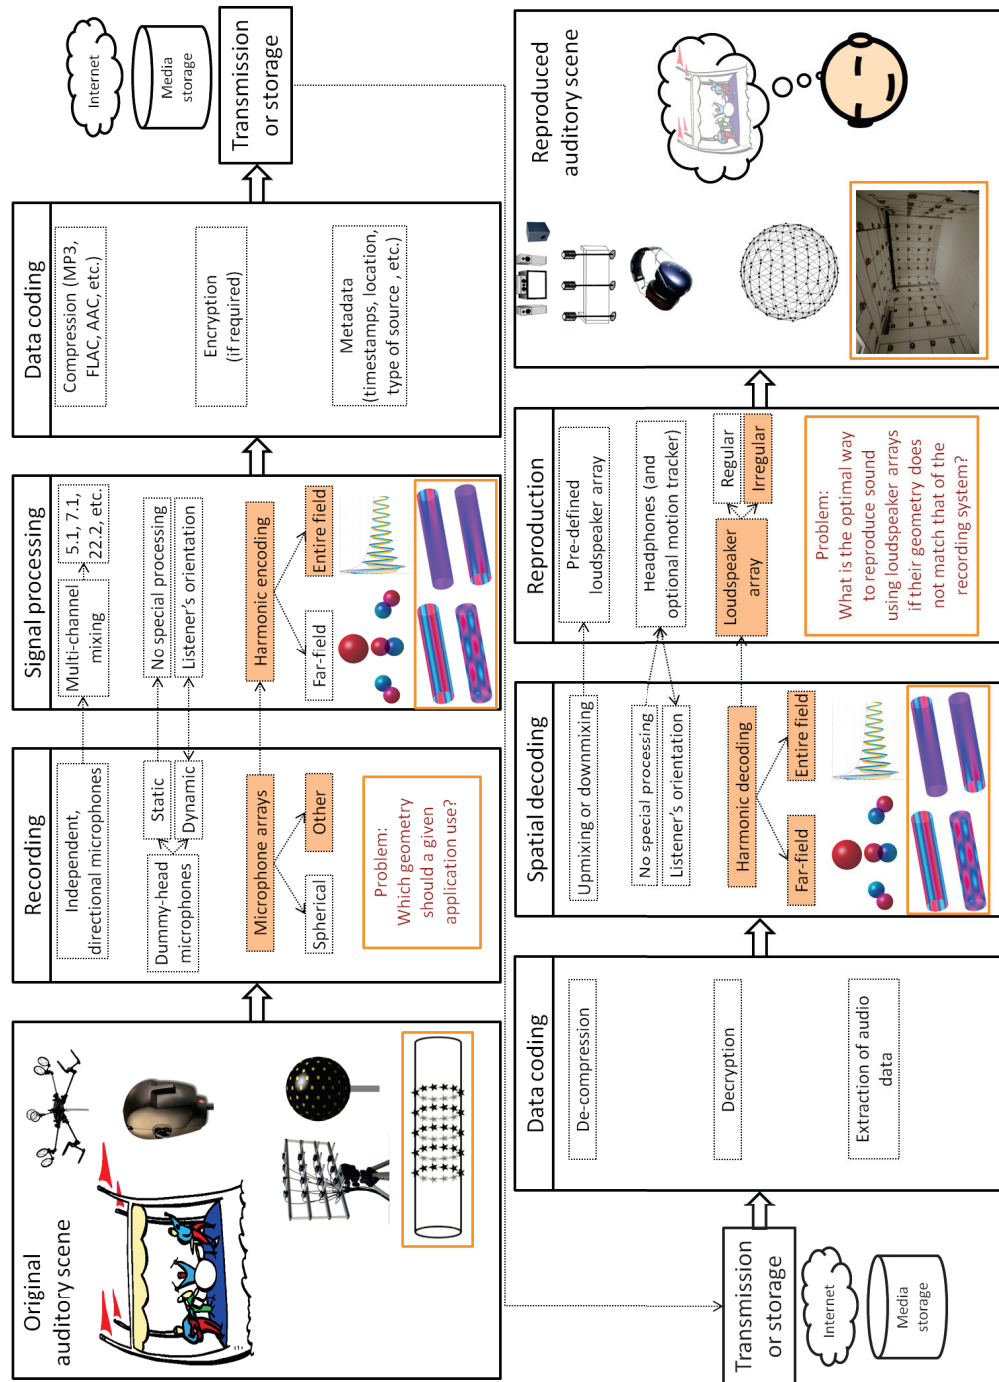 Original
auditory scene
Recording
Independent,
directional microphones
Dummy-head
microphones
Static
Dynamic
Microphone arrays
Spherical
Other
Problem:
Which geometry
should a given
application use?
Signal processing
Multi-channel
mixing
5.1, 7.1,
22.2, etc.
No special processing
Listener's orientation
Harmonic encoding
Far-field
Entire field
Data coding
Compression (MP3,
FLAC, AAC, etc.)
Encryption
(if required)
Metadata
(timestamps, location,
type of source , etc.)
Internet
Media
storage
Transmission
or storage
Transmission
or storage
Internet
Media
storage
Data coding
De-compression
Decryption
Extraction of audio
data
Spatial decoding
Upmixing or downmixing
No special processing
Listener's orientation
Harmonic decoding
Far-field
Entire field
Reproduction
Pre-defined
loudspeaker array
Headphones (and
optional motion tracker)
Loudspeaker
array
Regular
Irregular
Problem:
What is the optimal way
to reproduce sound
using loudspeaker arrays
if their geometry does
not match that of the
recording system?
Reproduced
auditory scene